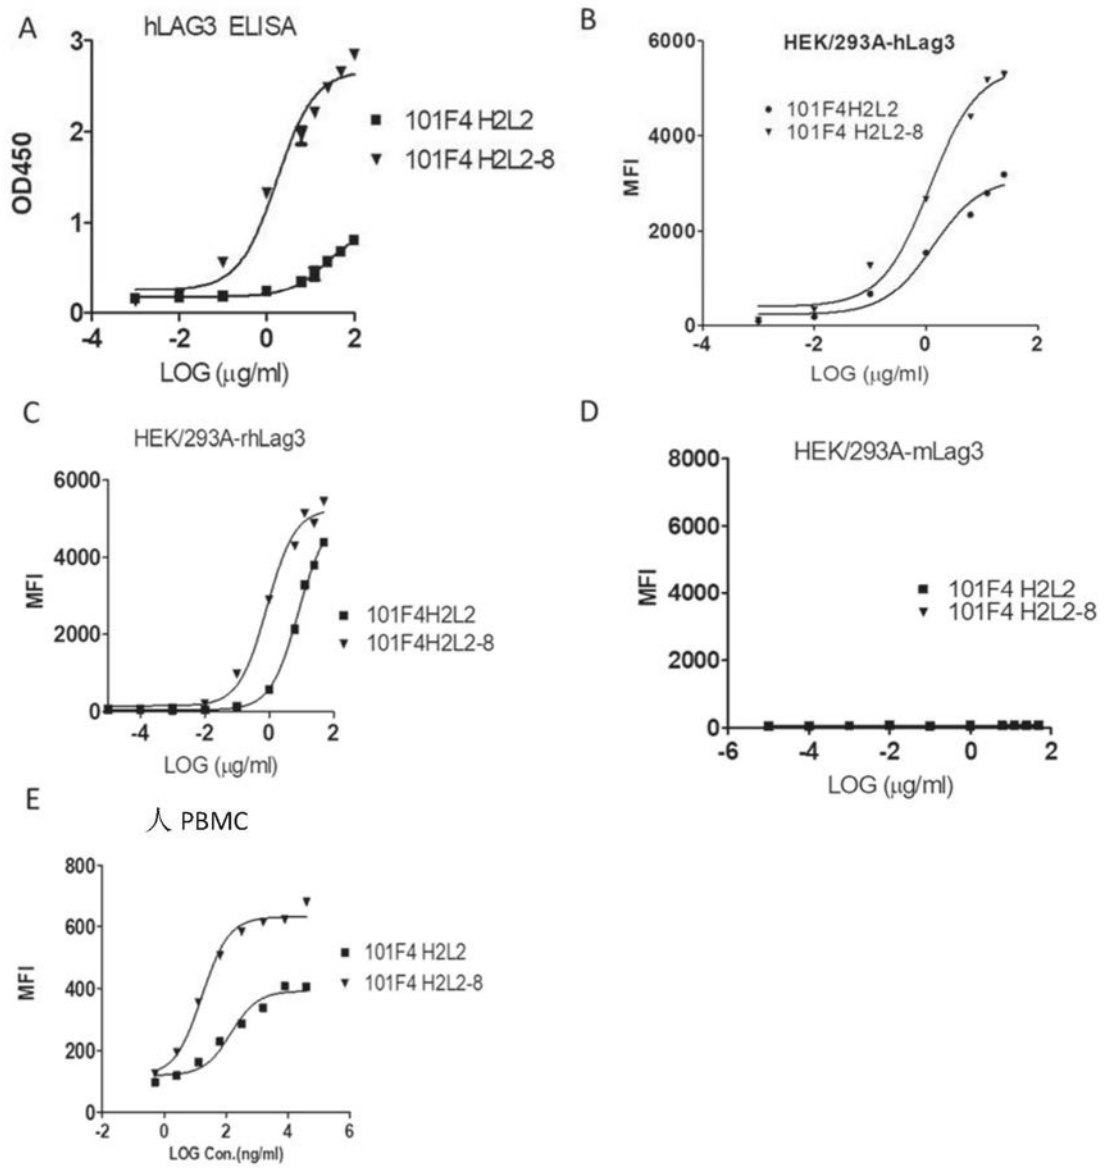 A
hLAG3 ELISA
3
2
1
0
OD450
-4
-2
0
2
LOG (μg/ml)
101F4 H2L2
101F4 H2L2-8
B
HEK/293A-hLag3
6000
4000
2000
0
MFI
-4
-2
0
2
LOG (μg/ml)
101F4H2L2
101F4 H2L2-8
C
HEK/293A-rhLag3
6000
4000
2000
0
MFI
-4
-2
0
2
LOG (μg/ml)
101F4H2L2
101F4H2L2-8
D
HEK/293A-mLag3
8000
6000
4000
2000
0
MFI
-6
-4
-2
0
2
LOG (μg/ml)
101F4 H2L2
101F4 H2L2-8
E
人 PBMC
800
600
400
200
0
MFI
-2
0
2
4
6
LOG Con.(ng/ml)
101F4 H2L2
101F4 H2L2-8